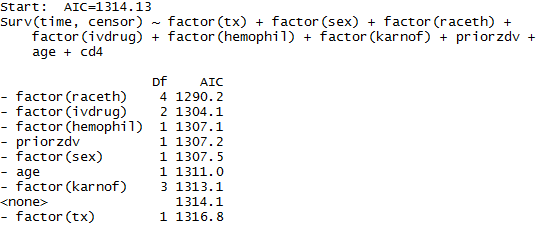 Start:  AIC=1314.13
Surv(time, censor) ~ factor(tx) + factor(sex) + factor(raceth) +
    factor(ivdrug) + factor(hemophil) + factor(karnof) + priorzdv +
    age + cd4

                   Df    AIC
- factor(raceth)    4 1290.2
- factor(ivdrug)    2 1304.1
- factor(hemophil)  1 1307.1
- priorzdv          1 1307.2
- factor(sex)       1 1307.5
- age               1 1311.0
- factor(karnof)    3 1313.1
<none>                1314.1
- factor(tx)        1 1316.8